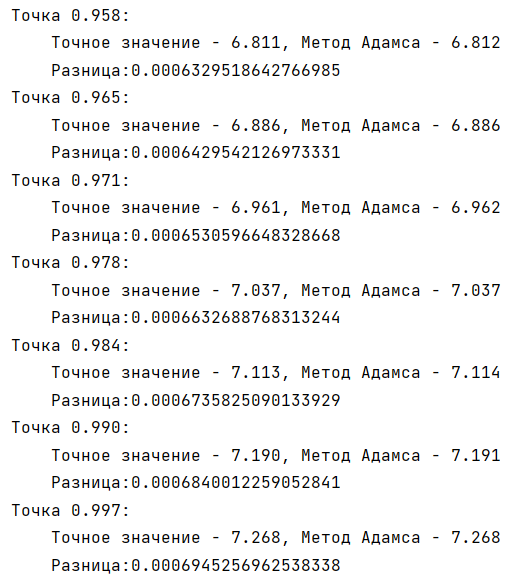 Точка 0.958:
Точное значение - 6.811, Метод Адамса - 6.812
Разница:0.0006329518642766985
Точка 0.965:
Точное значение - 6.886, Метод Адамса - 6.886
Разница:0.0006429542126973331
Точка 0.971:
Точное значение - 6.961, Метод Адамса - 6.962
Разница:0.0006530596648328668
Точка 0.978:
Точное значение - 7.037, Метод Адамса - 7.037
Разница:0.0006632688768313244
Точка 0.984:
Точное значение - 7.113, Метод Адамса - 7.114
Разница:0.0006735825090133929
Точка 0.990:
Точное значение - 7.190, Метод Адамса - 7.191
Разница:0.0006840012259052841
Точка 0.997:
Точное значение - 7.268, Метод Адамса - 7.268
Разница:0.0006945256962538338